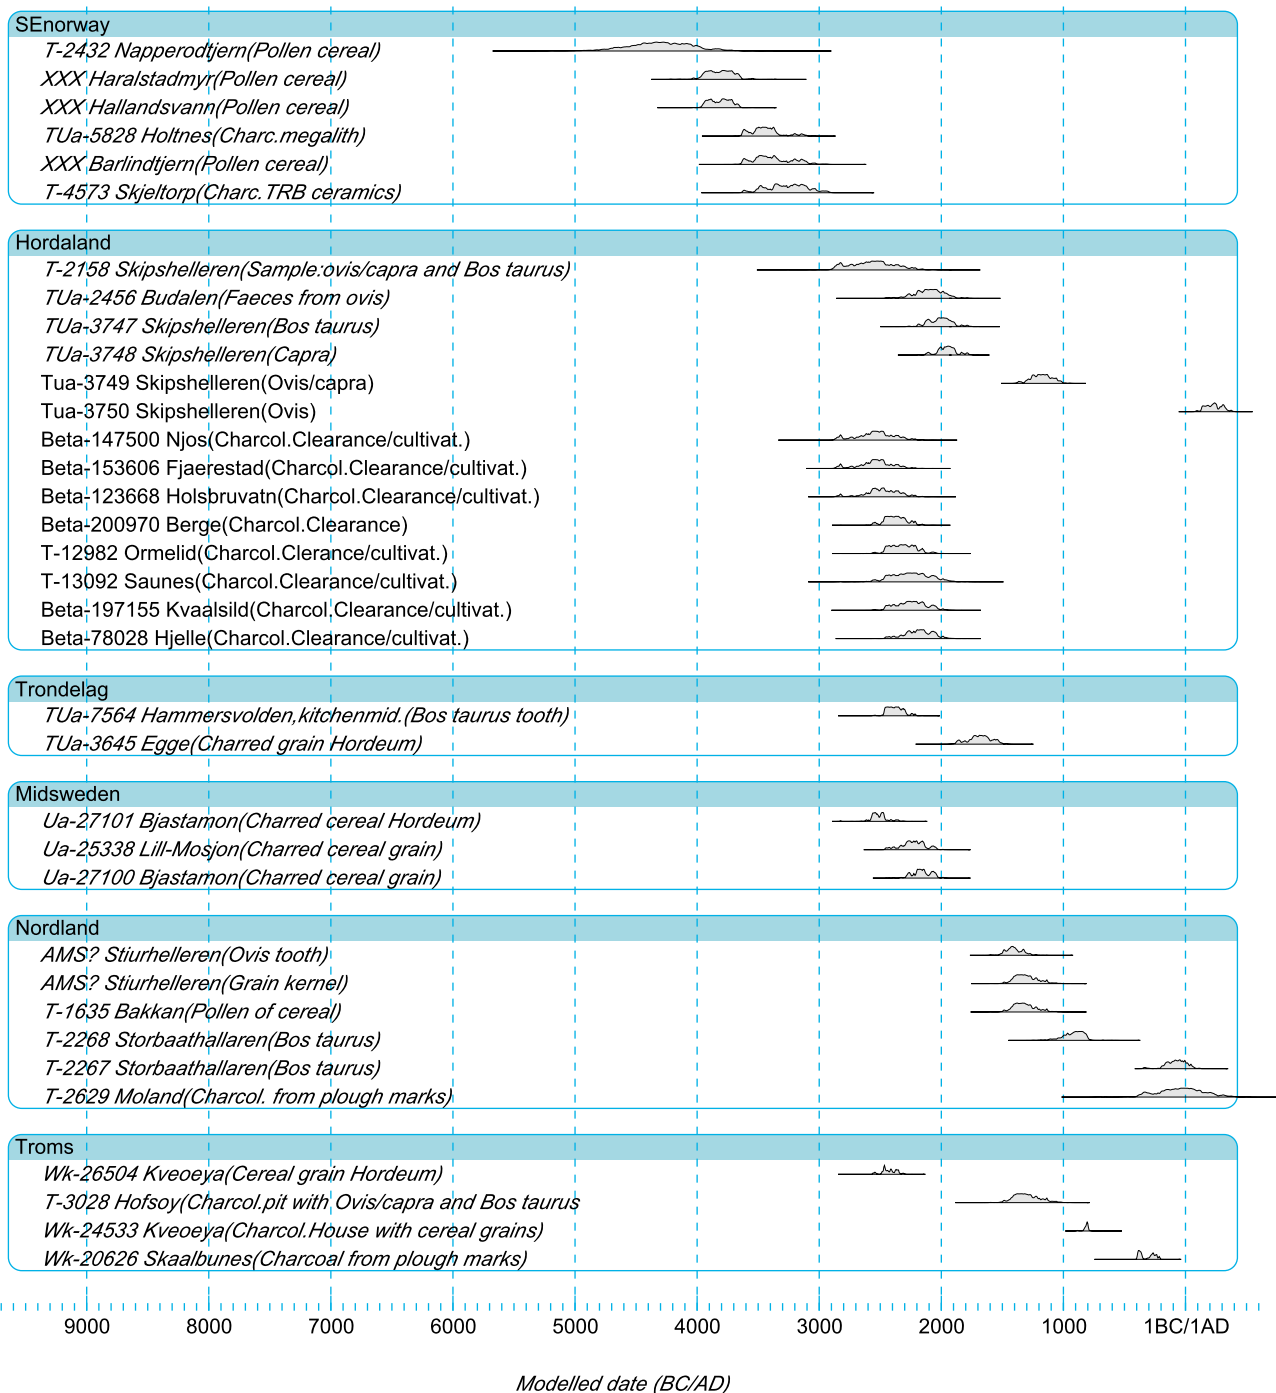 SEnorway
T-2432 Napperodtjern(Pollen cereal)
XXX Haralstadmyr(Pollen cereal)
XXX Hallandsvann(Pollen cereal)
TUa-5828 Holtnes(Charc.megalith)
XXX Barlindtjern(Pollen cereal)
T-4573 Skjeltorp(Charc.TRB ceramics)
Hordaland
T-2158 Skipshelleren(Sample:ovis/capra and Bos taurus)
TUa-2456 Budalen(Faeces from ovis)
TUa-3747 Skipshelleren(Bos taurus)
TUa-3748 Skipshelleren(Capra)
Tua-3749 Skipshelleren(Ovis/capra)
Tua-3750 Skipshelleren(Ovis)
Beta-147500 Njos(Charcol.Clearance/cultivat.)
Beta-153606 Fjaerestad(Charcol.Clearance/cultivat.)
Beta-123668 Holsbruvatn(Charcol.Clearance/cultivat.)
Beta-200970 Berge(Charcol.Clearance)
T-12982 Ormelid(Charcol.Clerance/cultivat.)
T-13092 Saunes(Charcol.Clearance/cultivat.)
Beta-197155 Kvaalsild(Charcol.Clearance/cultivat.)
Beta-78028 Hjelle(Charcol.Clearance/cultivat.)
Trondelag
TUa-7564 Hammersvolden,kitchenmid.(Bos taurus tooth)
TUa-3645 Egge(Charred grain Hordeum)
Midsweden
Ua-27101 Bjastamon(Charred cereal Hordeum)
Ua-25338 Lill-Mosjon(Charred cereal grain)
Ua-27100 Bjastamon(Charred cereal grain)
Nordland
AMS? Stiurhelleren(Ovis tooth)
AMS? Stiurhelleren(Grain kernel)
T-1635 Bakkan(Pollen of cereal)
T-2268 Storbaathallaren(Bos taurus)
T-2267 Storbaathallaren(Bos taurus)
T-2629 Moland(Charcol. from plough marks)
Troms
Wk-26504 Kveoeya(Cereal grain Hordeum)
T-3028 Hofsoy(Charcol.pit with Ovis/capra and Bos taurus
Wk-24533 Kveoeya(Charcol.House with cereal grains)
Wk-20626 Skaalbunes(Charcoal from plough marks)
9000 8000 7000 6000 5000 4000 3000 2000 1000 1BC/1AD
Modelled date (BC/AD)